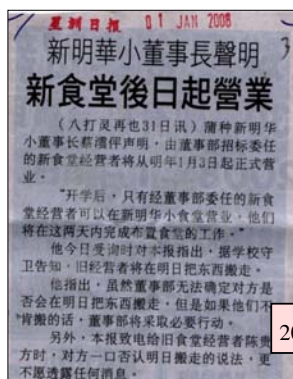 星洲日报 01 JAN 2008
新明華小董事長聲明
新食堂後日起營業
（八打灵再也31日讯）蒲种新明华
小董事长蔡 声明，由董事部招标委任
的新食堂经营者将从明年1月3日起正式营
业。
“开学后，只有经董事部委任的新食
堂经营者可以在新明华小食堂营业，他们
将在这两天内完成布置食堂的工作。”
他今日受询时对本报指出，据学校守
卫告知，旧经营者将在明日把东西搬走。
他指出，虽然董事部无法确定对方是
否会在明日把东西搬走，但是如果他们不
肯搬的话，董事部将采取必要行动。
另外，本报致电给旧食堂经营者陈贵
方时，对方一口否认明日搬走的说法，更
不愿透露任何消息。
3
20